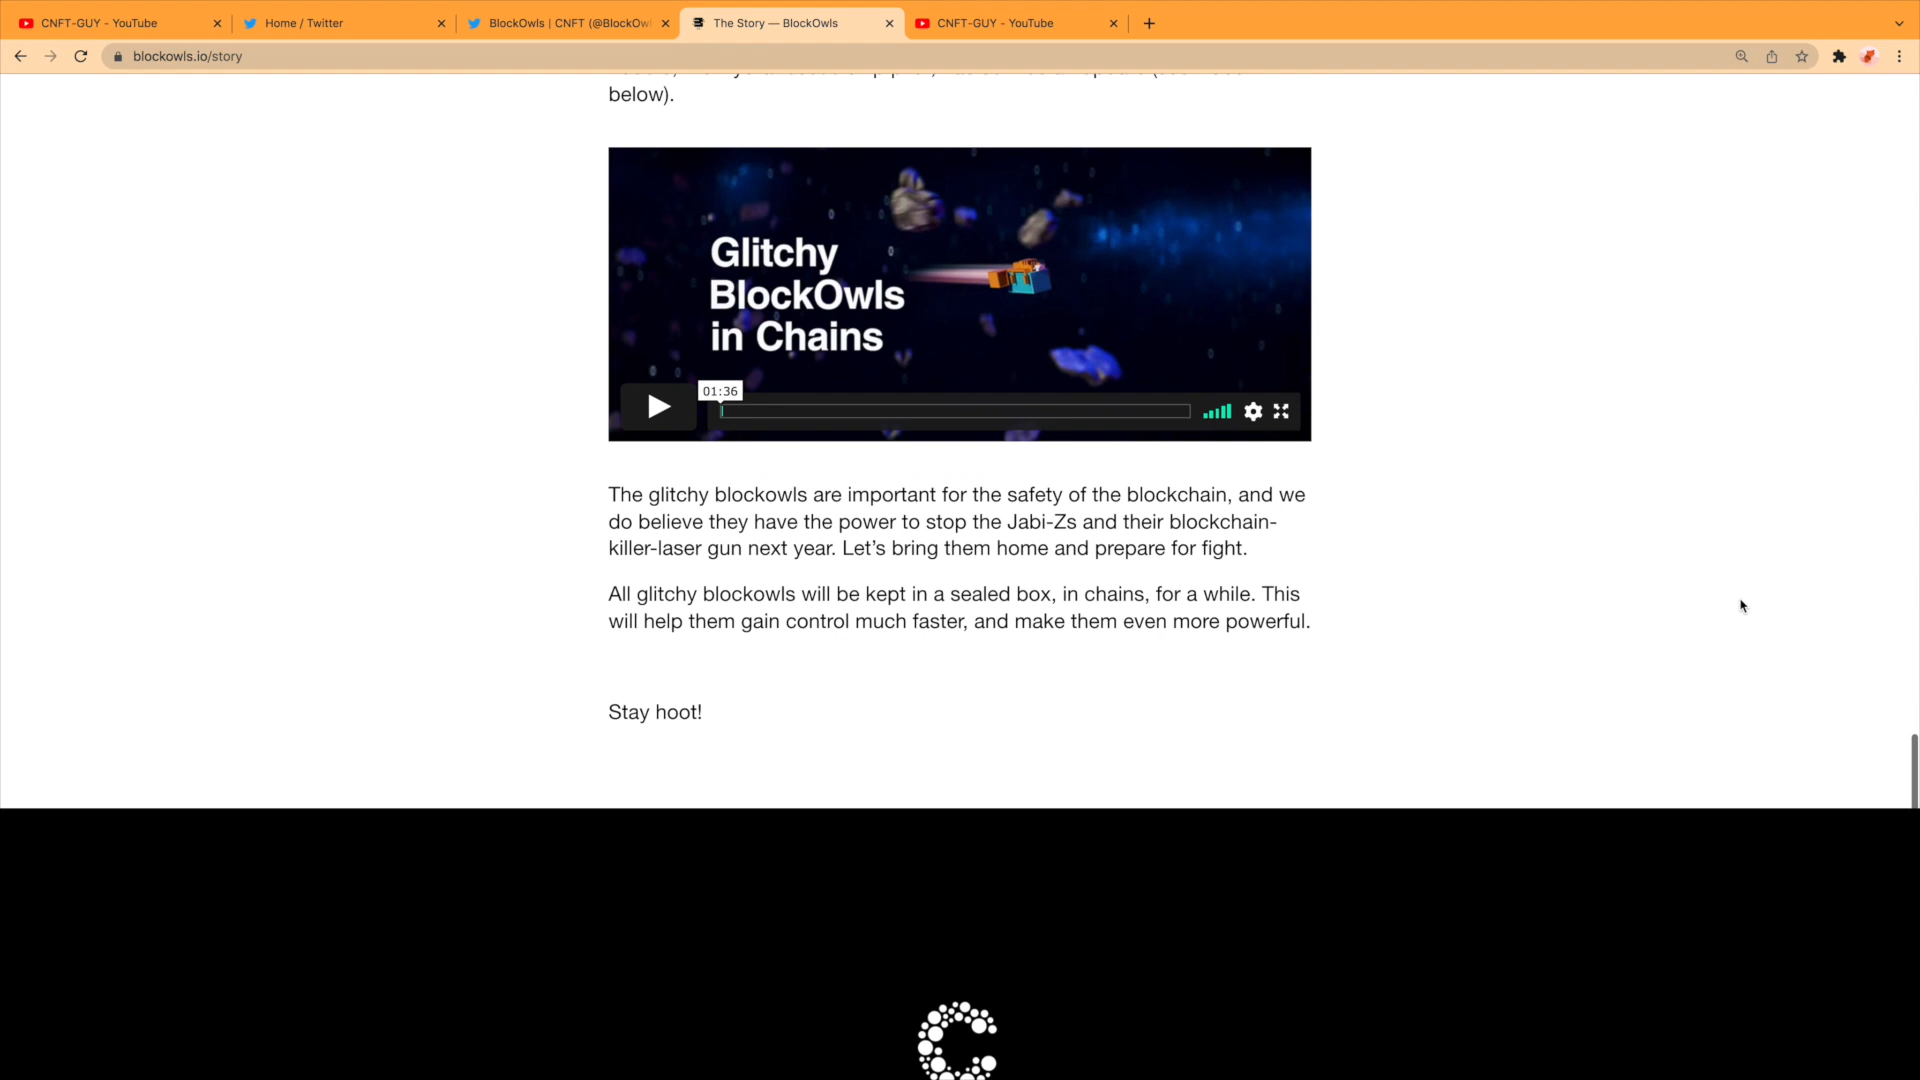 CNFT-GUY - YouTube
Home / Twitter
BlockOwls | CNFT (@BlockOw
The Story — BlockOwls
CNFT-GUY - YouTube
blockowls.io/story
below).
Glitchy
BlockOwls
in Chains
01:36
The glitchy blockowls are important for the safety of the blockchain, and we
do believe they have the power to stop the Jabi-Zs and their blockchain-
killer-laser gun next year. Let’s bring them home and prepare for fight.
All glitchy blockowls will be kept in a sealed box, in chains, for a while. This
will help them gain control much faster, and make them even more powerful.
Stay hoot!